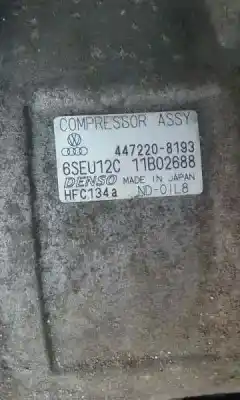 COMPRESSOR ASSY
447220-8193
6SEU12C 11B02688
DENSO MADE IN JAPAN
HFC134a ND-OIL8